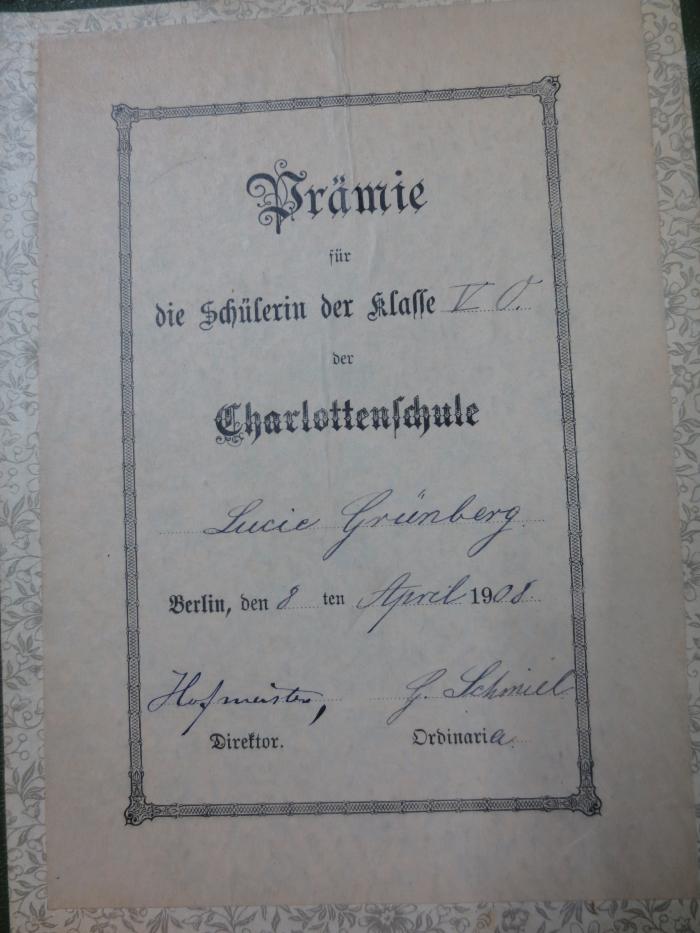 Prämie
für
die Schülerin der Klasse V O.
der
Charlottenschule
Lucie Grünberg.
Berlin, den 8 ten April 1908.
Hofmeister, G. Schmiel
Direktor. Ordinaria.